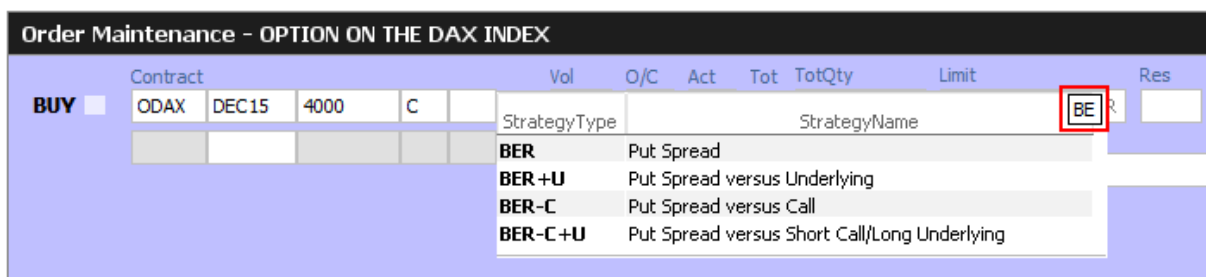 Order Maintenance - OPTION ON THE DAX INDEX
Contract Vol O/C Act Tot TotQty Limit Res
BUY ODAX DEC15 4000 C BE R
StrategyType StrategyName
BER Put Spread
BER+U Put Spread versus Underlying
BER-C Put Spread versus Call
BER-C+U Put Spread versus Short Call/Long Underlying